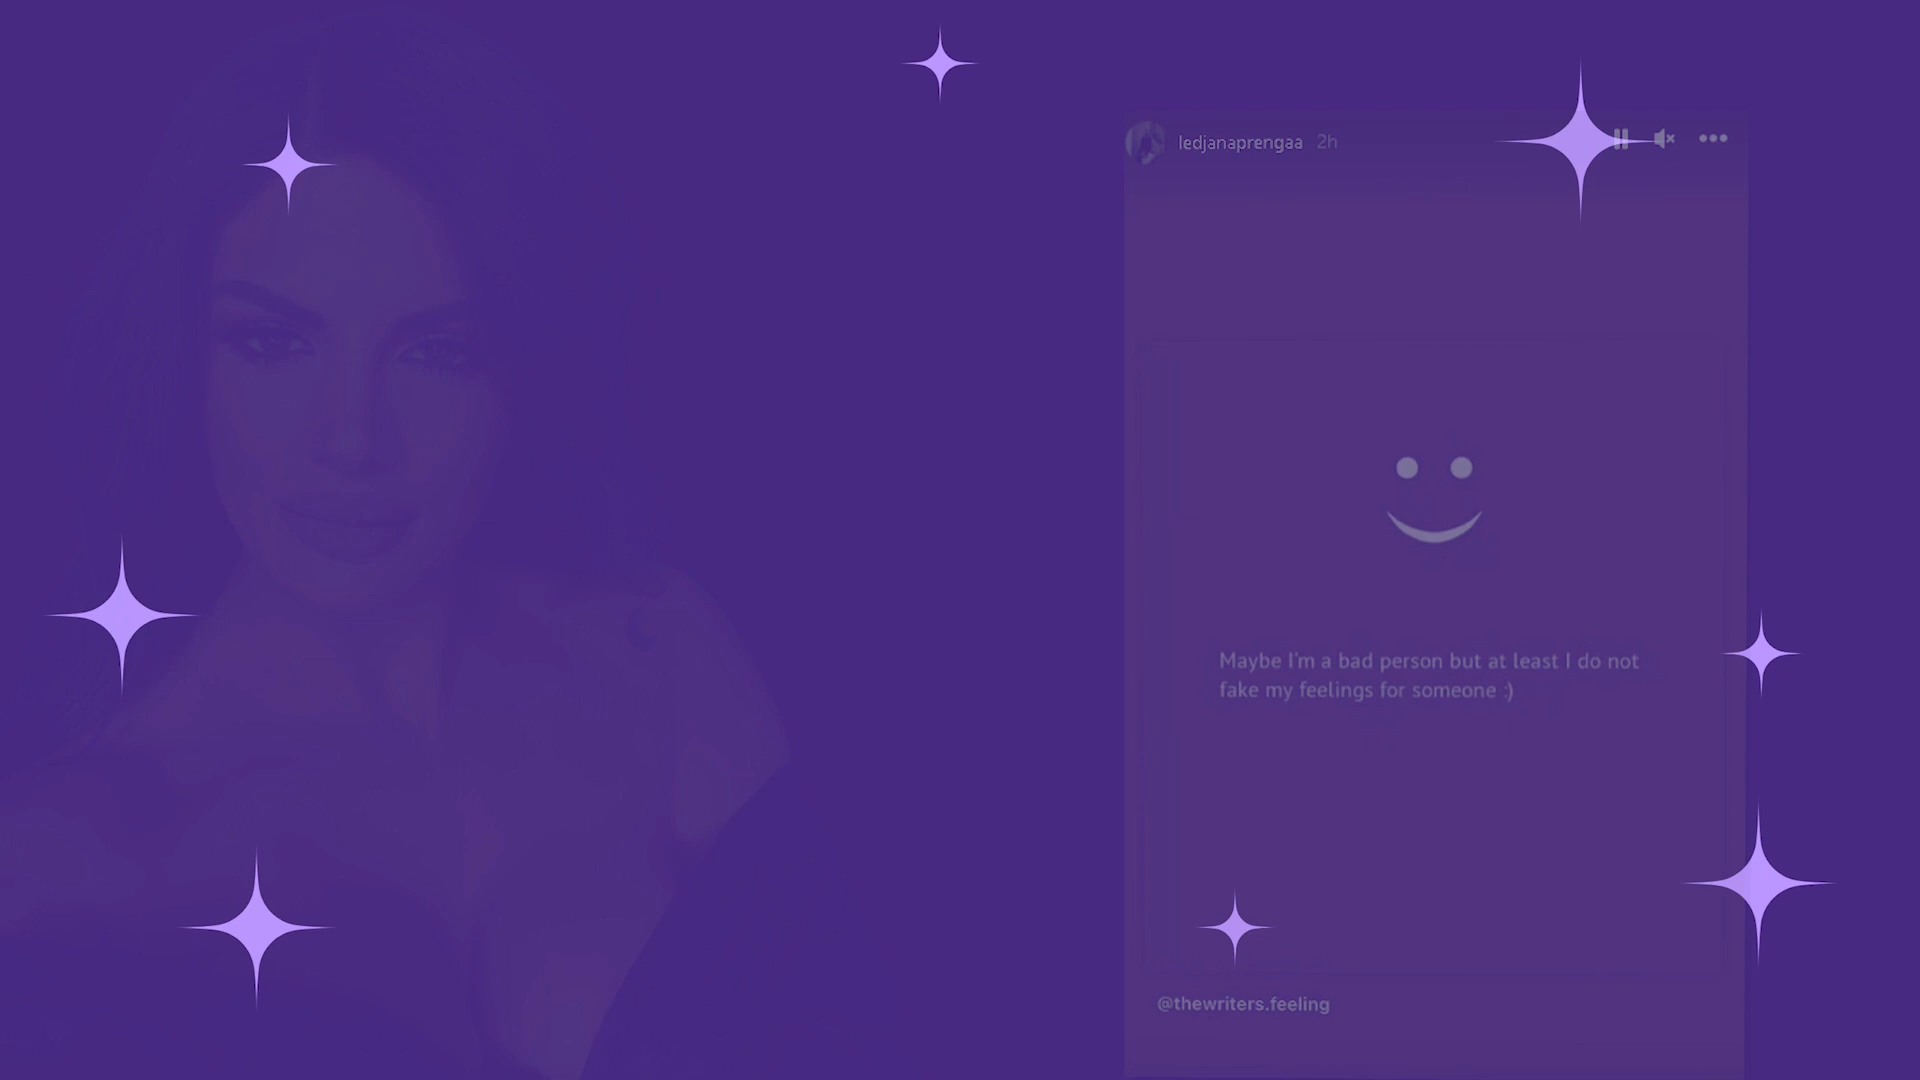 ledjanaprengaa 2h
Maybe I'm a bad person but at least I do not
fake my feelings for someone :)
@thewriters.feeling